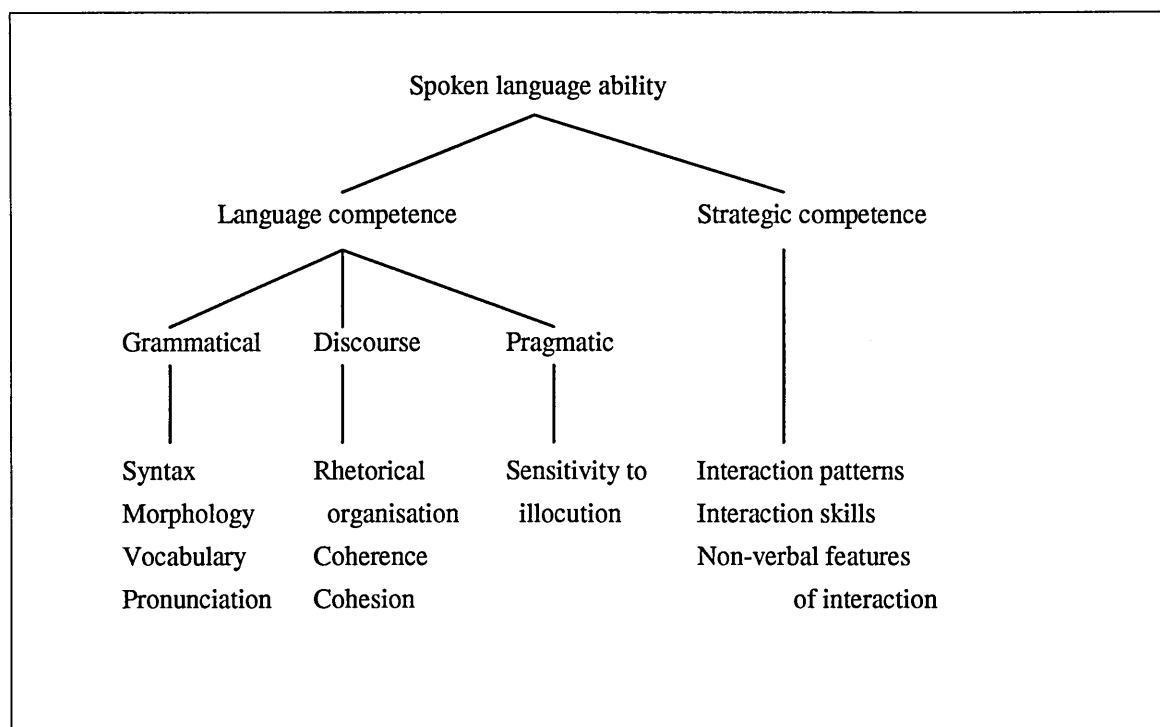 Spoken language ability
Language competence
Strategic competence
Grammatical
Discourse
Pragmatic
Syntax
Morphology
Vocabulary
Pronunciation
Rhetorical
organisation
Coherence
Cohesion
Sensitivity to
illocution
Interaction patterns
Interaction skills
Non-verbal features
of interaction